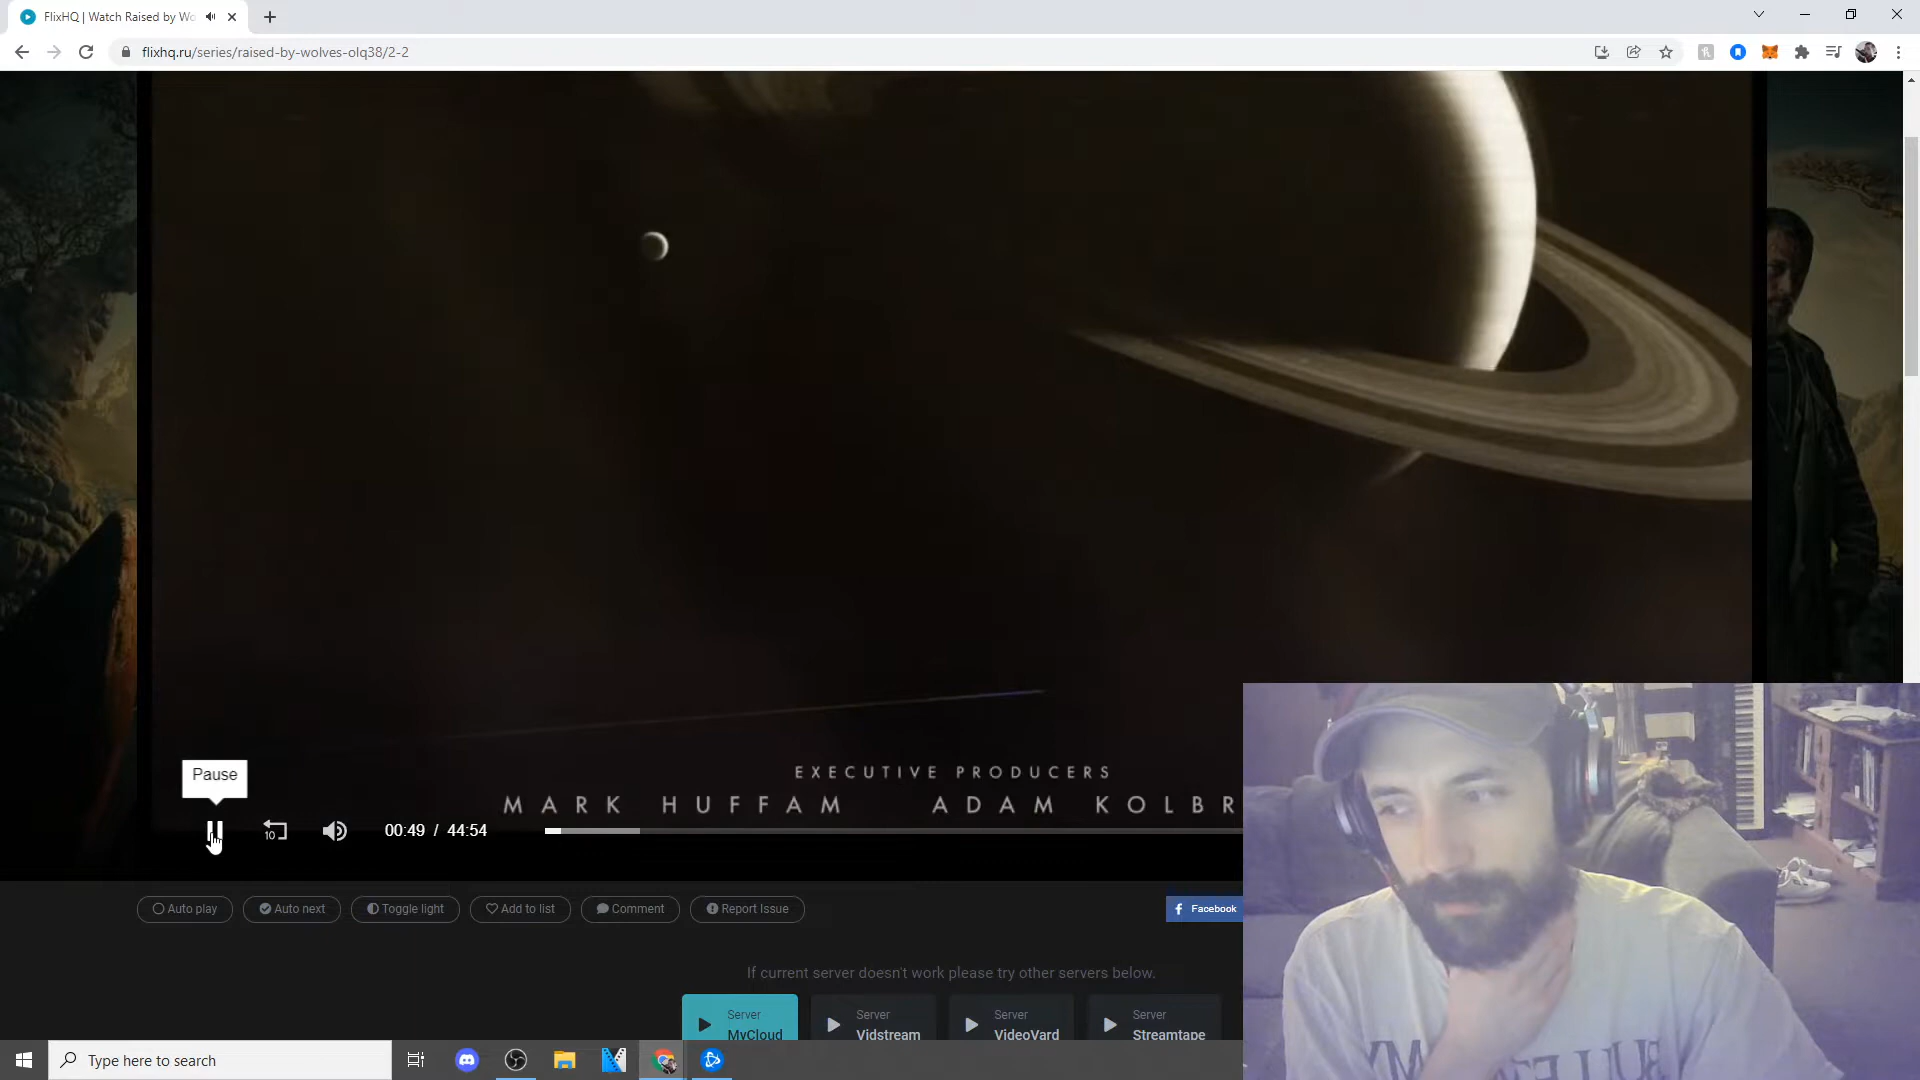 FlixHQ | Watch Raised by Wo
flixhq.ru/series/raised-by-wolves-olq38/2-2
EXECUTIVE PRODUCERS
MARK HUFFAM ADAM KOLBR
Pause
10
00:49 / 44:54
Auto play
Auto next
Toggle light
Add to list
Comment
Report Issue
Facebook
If current server doesn't work please try other servers below.
Server
MyCloud
Server
Vidstream
Server
VideoVard
Server
Streamtape
Type here to search